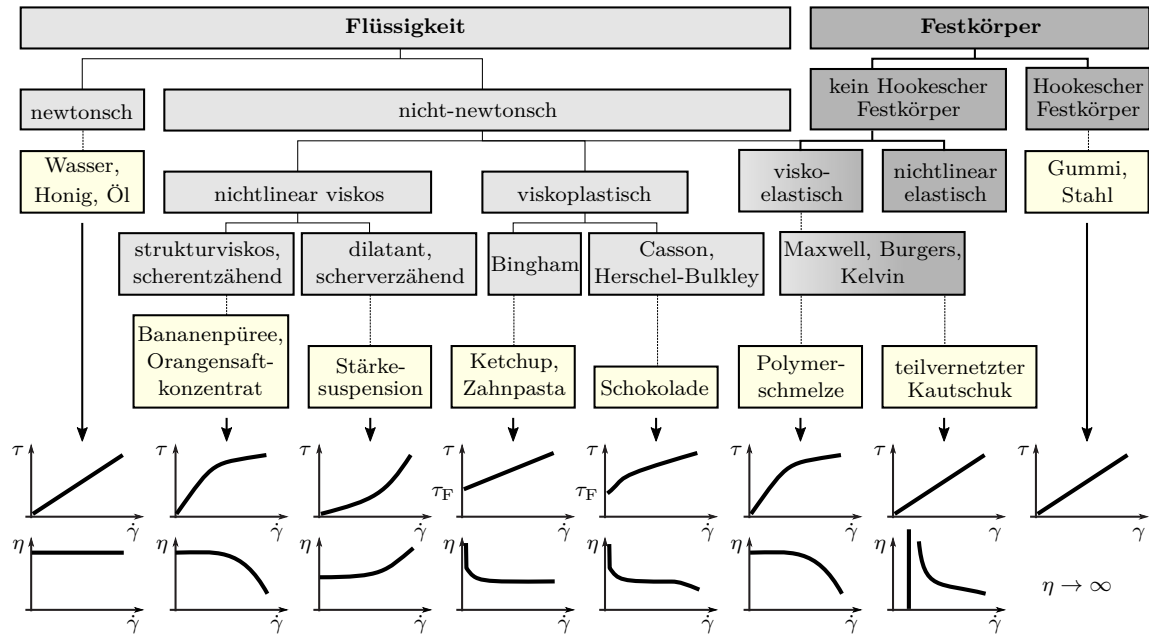 Flüssigkeit
Festkörper
newtonsch
nicht-newtonsch
kein Hookescher
Festkörper
Hookescher
Festkörper
Wasser,
Honig, Öl
nichtlinear viskos
viskoplastisch
visko-
elastisch
nichtlinear
elastisch
Gummi,
Stahl
strukturviskos,
scherentzähend
dilatant,
scherverzähend
Bingham
Casson,
Herschel-Bulkley
Maxwell, Burgers,
Kelvin
Bananenpüree,
Orangensaft-
konzentrat
Stärke-
suspension
Ketchup,
Zahnpasta
Schokolade
Polymer-
schmelze
teilvernetzter
Kautschuk
τ
γ̇
τ
γ̇
τ
γ̇
τ
τF
γ̇
τ
τF
γ̇
τ
γ̇
τ
γ
τ
γ
η
γ̇
η
γ̇
η
γ̇
η
γ̇
η
γ̇
η
γ̇
η
γ̇
η → ∞